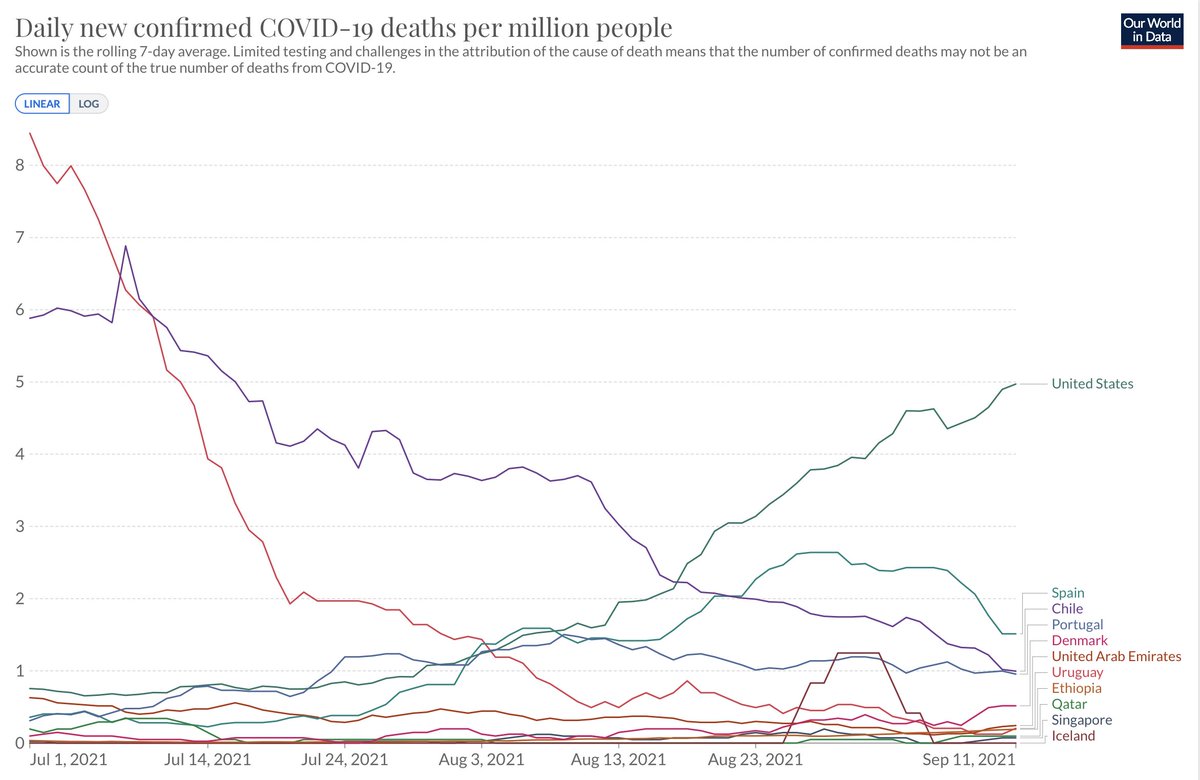 Daily new confirmed COVID-19 deaths per million people
Shown is the rolling 7-day average. Limited testing and challenges in the attribution of the cause of death means that the number of confirmed deaths may not be an
accurate count of the true number of deaths from COVID-19.
Our World
in Data
LINEAR
LOG
8
7
6
5
4
3
2
1
0
United States
Spain
Chile
Portugal
Denmark
United Arab Emirates
Uruguay
Ethiopia
Qatar
Singapore
Iceland
Jul 1, 2021
Jul 14, 2021
Jul 24, 2021
Aug 3, 2021
Aug 13, 2021
Aug 23, 2021
Sep 11, 2021